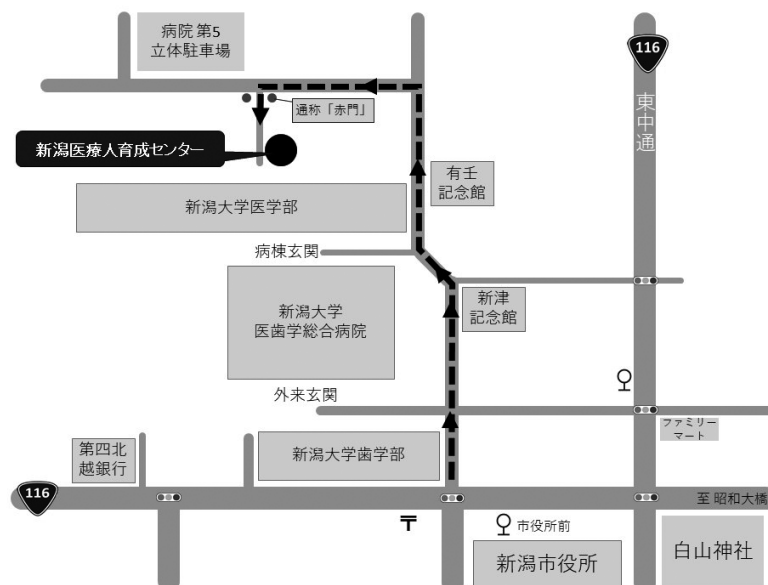 病院 第5
立体駐車場
116
東中通
通称「赤門」
新潟医療人育成センター
有壬
記念館
新潟大学医学部
病棟玄関
新潟大学
医歯学総合病院
新津
記念館
外来玄関
ファミリー
マート
第四北
越銀行
新潟大学歯学部
116
至 昭和大橋
〒
市役所前
新潟市役所
白山神社